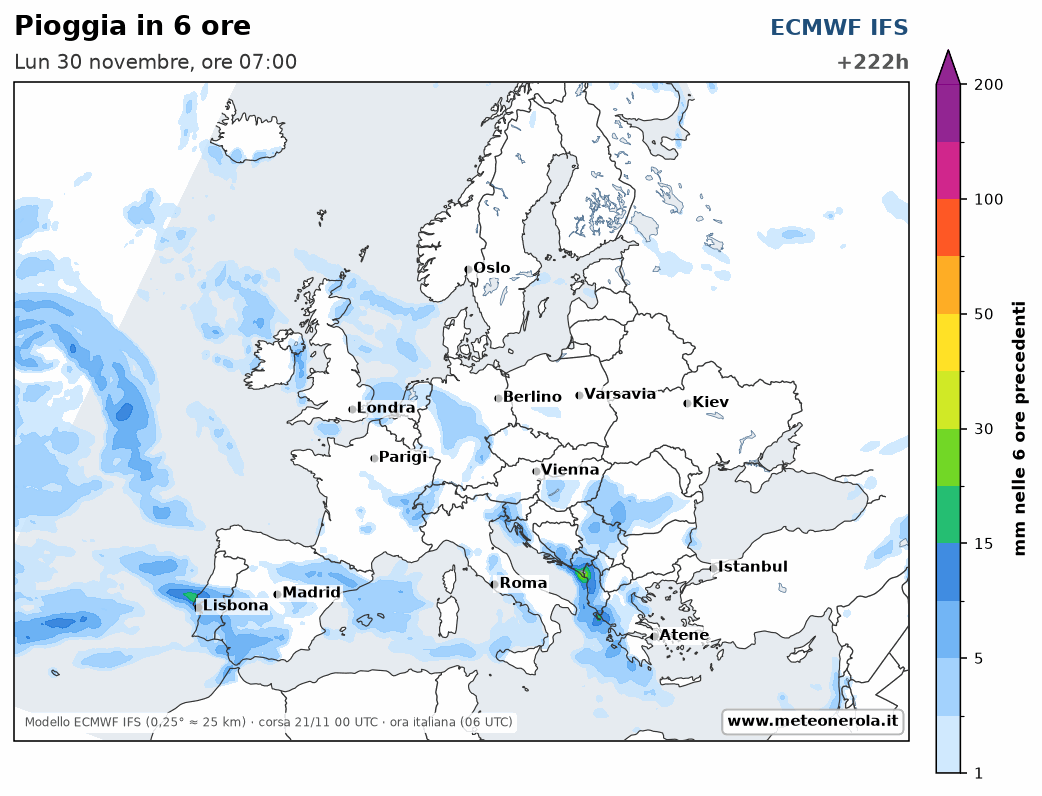 Pioggia in 6 ore
ECMWF IFS
Lun 30 novembre, ore 07:00
+222h
200
100
50
30
15
5
1
mm nelle 6 ore precedenti
Oslo
Berlino
Varsavia
Kiev
Londra
Parigi
Vienna
Istanbul
Roma
Madrid
Lisbona
Atene
Modello ECMWF IFS (0,25° ≈ 25 km) · corsa 21/11 00 UTC · ora italiana (06 UTC)
www.meteonerola.it